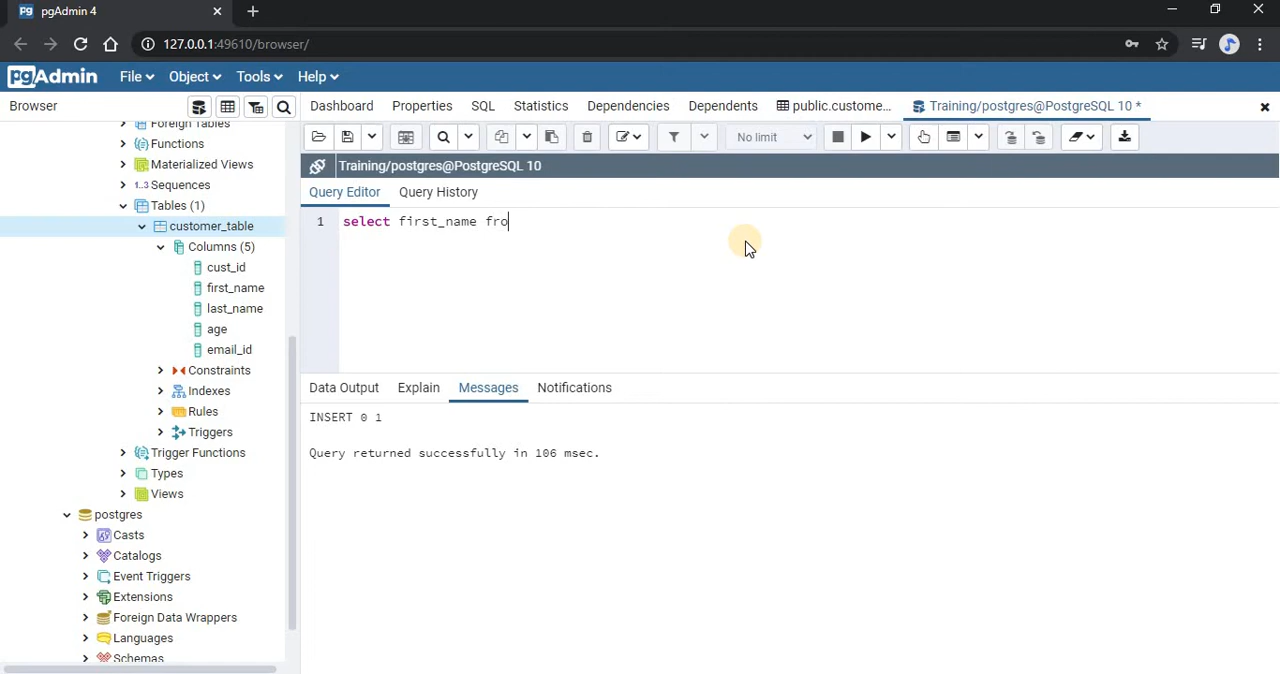 pgAdmin 4
127.0.0.1:49610/browser/
pgAdmin File Object Tools Help
Browser
Dashboard Properties SQL Statistics Dependencies Dependents public.custome... Training/postgres@PostgreSQL 10 *
No limit
Training/postgres@PostgreSQL 10
Query Editor Query History
1 select first_name fro
Data Output Explain Messages Notifications
INSERT 0 1
Query returned successfully in 106 msec.
Foreign Tables
Functions
Materialized Views
1..3 Sequences
Tables (1)
customer_table
Columns (5)
cust_id
first_name
last_name
age
email_id
Constraints
Indexes
Rules
Triggers
Trigger Functions
Types
Views
postgres
Casts
Catalogs
Event Triggers
Extensions
Foreign Data Wrappers
Languages
Schemas